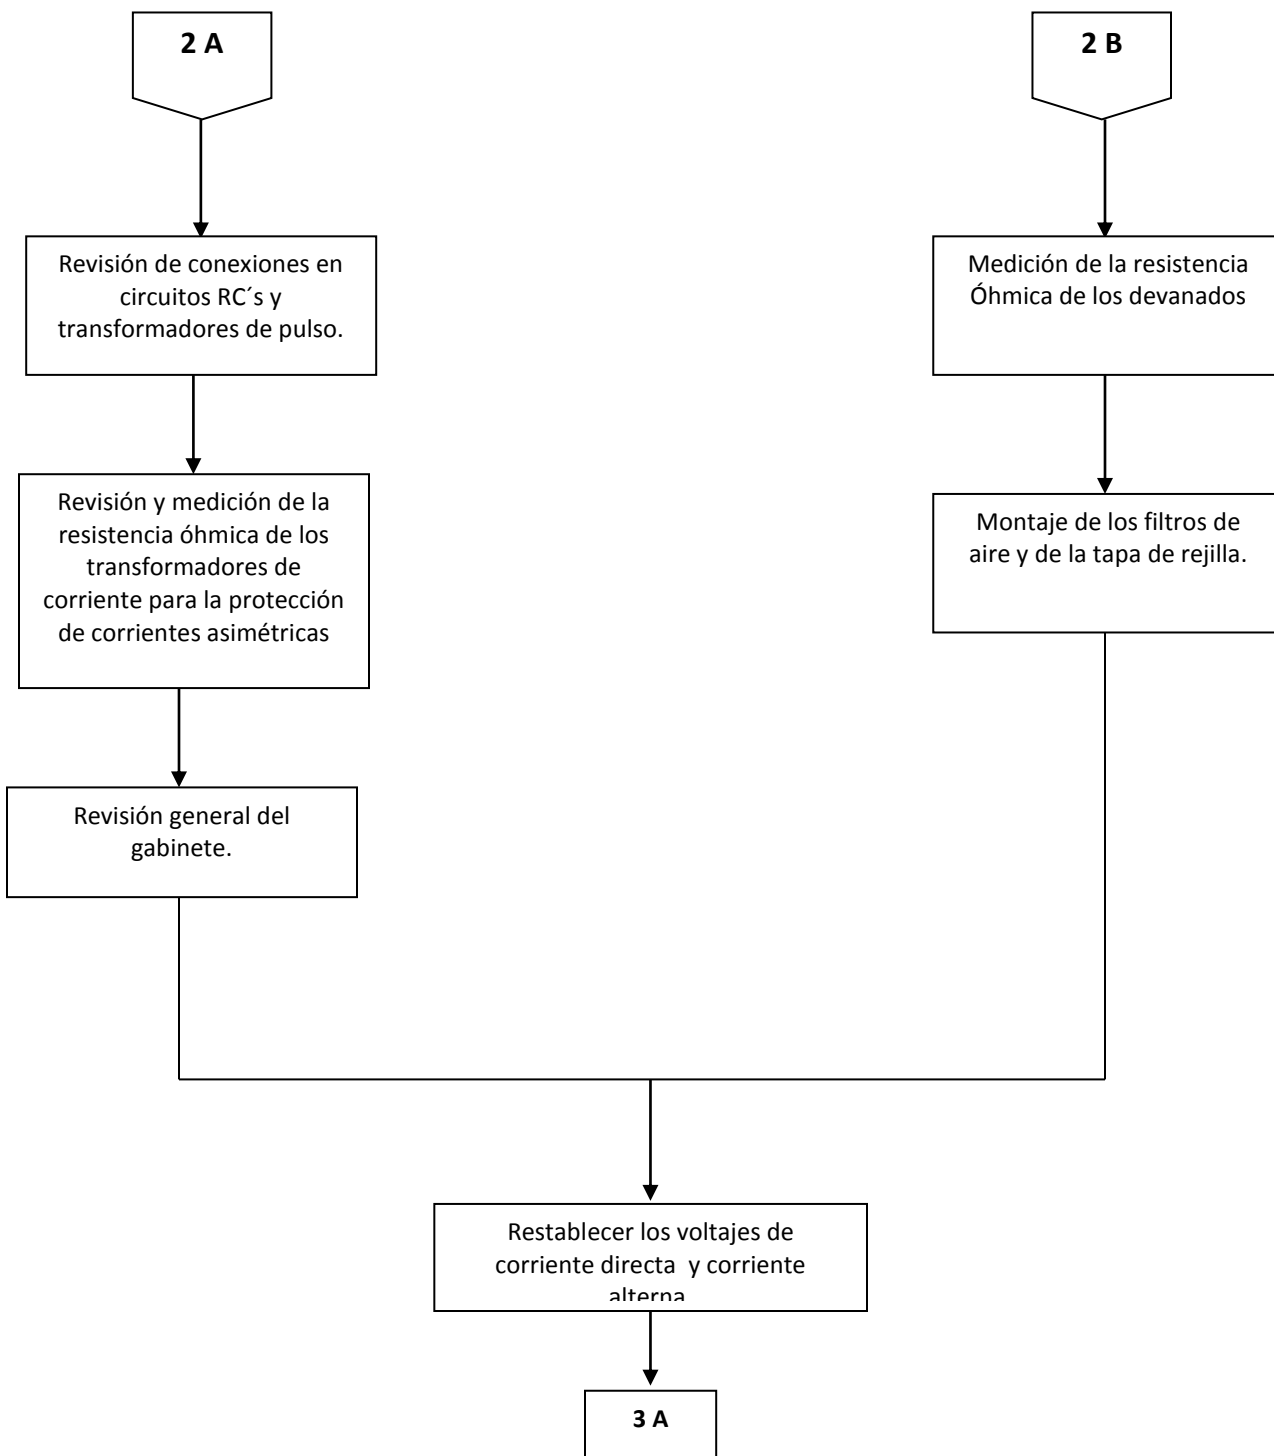 2 A
2 B
Revisión de conexiones en
circuitos RC´s y
transformadores de pulso.
Medición de la resistencia
Óhmica de los devanados
Revisión y medición de la
resistencia óhmica de los
transformadores de
corriente para la protección
de corrientes asimétricas
Montaje de los filtros de
aire y de la tapa de rejilla.
Revisión general del
gabinete.
Restablecer los voltajes de
corriente directa  y corriente
alterna
3 A